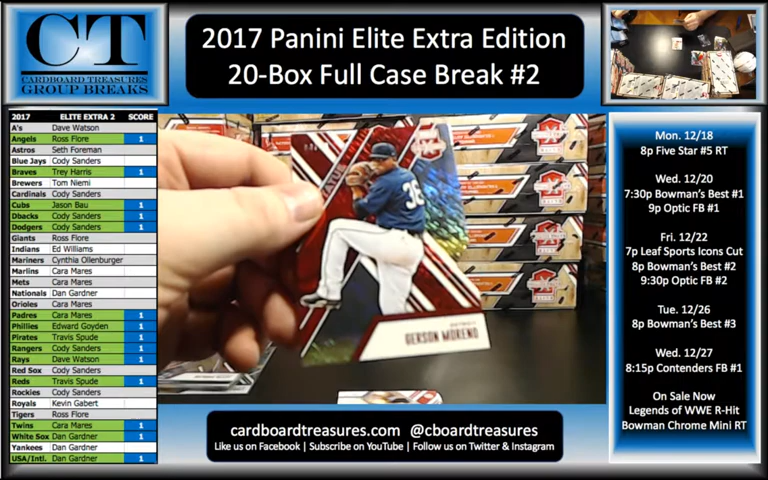 CT
CARDBOARD TREASURES
GROUP BREAKS
2017 Panini Elite Extra Edition
20-Box Full Case Break #2
2017 ELITE EXTRA 2 SCORE
A's Dave Watson
Angels Ross Flore 1
Astros Seth Foreman
Blue Jays Cody Sanders
Braves Trey Harris 1
Brewers Tom Niemi
Cardinals Cody Sanders
Cubs Jason Bau 1
Dbacks Cody Sanders 1
Dodgers Cody Sanders 1
Giants Ross Flore
Indians Ed Williams
Mariners Cynthia Ollenburger
Marlins Cara Mares
Mets Cara Mares
Nationals Dan Gardner
Orioles Cara Mares
Padres Cara Mares 1
Phillies Edward Goyden 1
Pirates Travis Spude 1
Rangers Cody Sanders 1
Rays Dave Watson 1
Red Sox Cody Sanders
Reds Travis Spude 1
Rockies Cody Sanders
Royals Kevin Gabert
Tigers Ross Flore
Twins Cara Mares 1
White Sox Dan Gardner 1
Yankees Dan Gardner
USA/Intl. Dan Gardner 1
36
GERSON MORENO
Mon. 12/18
8p Five Star #5 RT
Wed. 12/20
7:30p Bowman's Best #1
9p Optic FB #1
Fri. 12/22
7p Leaf Sports Icons Cut
8p Bowman's Best #2
9:30p Optic FB #2
Tue. 12/26
8p Bowman's Best #3
Wed. 12/27
8:15p Contenders FB #1
On Sale Now
Legends of WWE R-Hit
Bowman Chrome Mini RT
cardboardtreasures.com @cboardtreasures
Like us on Facebook | Subscribe on YouTube | Follow us on Twitter & Instagram